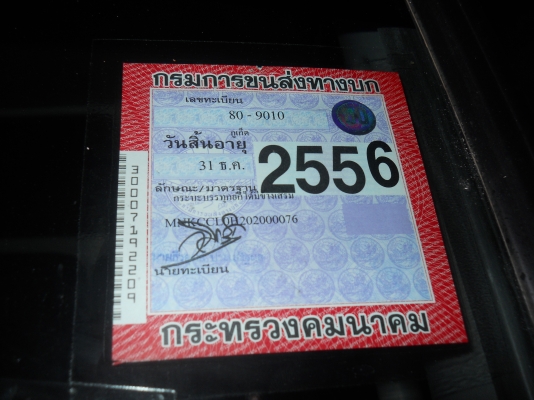 กรมการขนส่งทางบก
เลขทะเบียน
80 - 9010
ภูเก็ต
วันสิ้นอายุ
31 ธ.ค.
2556
ลักษณะ/มาตรฐาน
นายทะเบียน
30007192209
กระทรวงคมนาคม